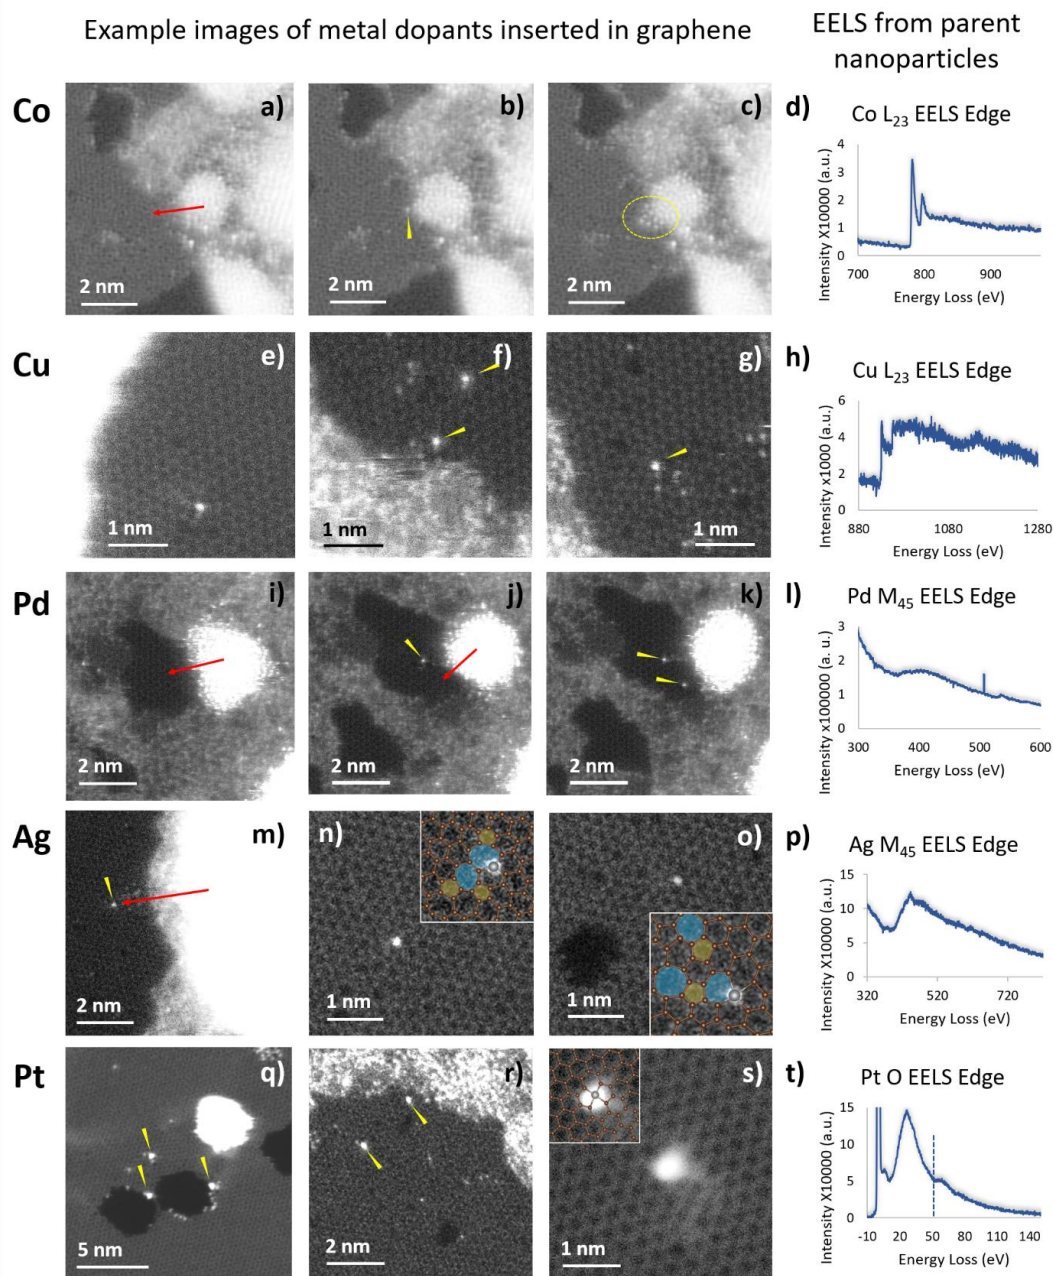 Example images of metal dopants inserted in graphene
EELS from parent
nanoparticles
Co
a)
2 nm
b)
2 nm
c)
2 nm
d)
Co L23 EELS Edge
Intensity X10000 (a.u.)
4
3
2
1
0
700
800
900
Energy Loss (eV)
Cu
e)
1 nm
f)
1 nm
g)
1 nm
h)
Cu L23 EELS Edge
Intensity x1000 (a.u.)
6
4
2
0
880
1080
1280
Energy Loss (eV)
Pd
i)
2 nm
j)
2 nm
k)
2 nm
l)
Pd M45 EELS Edge
Intensity x100000 (a. u.)
3
2
1
0
300
400
500
600
Energy Loss (eV)
Ag
m)
2 nm
n)
1 nm
o)
1 nm
p)
Ag M45 EELS Edge
Intensity X10000 (a.u.)
15
10
5
0
320
520
720
Energy Loss (eV)
Pt
q)
5 nm
r)
2 nm
s)
1 nm
t)
Pt O EELS Edge
Intensity X10000 (a.u.)
15
10
5
0
-10
20
50
80
110
140
Energy Loss (eV)